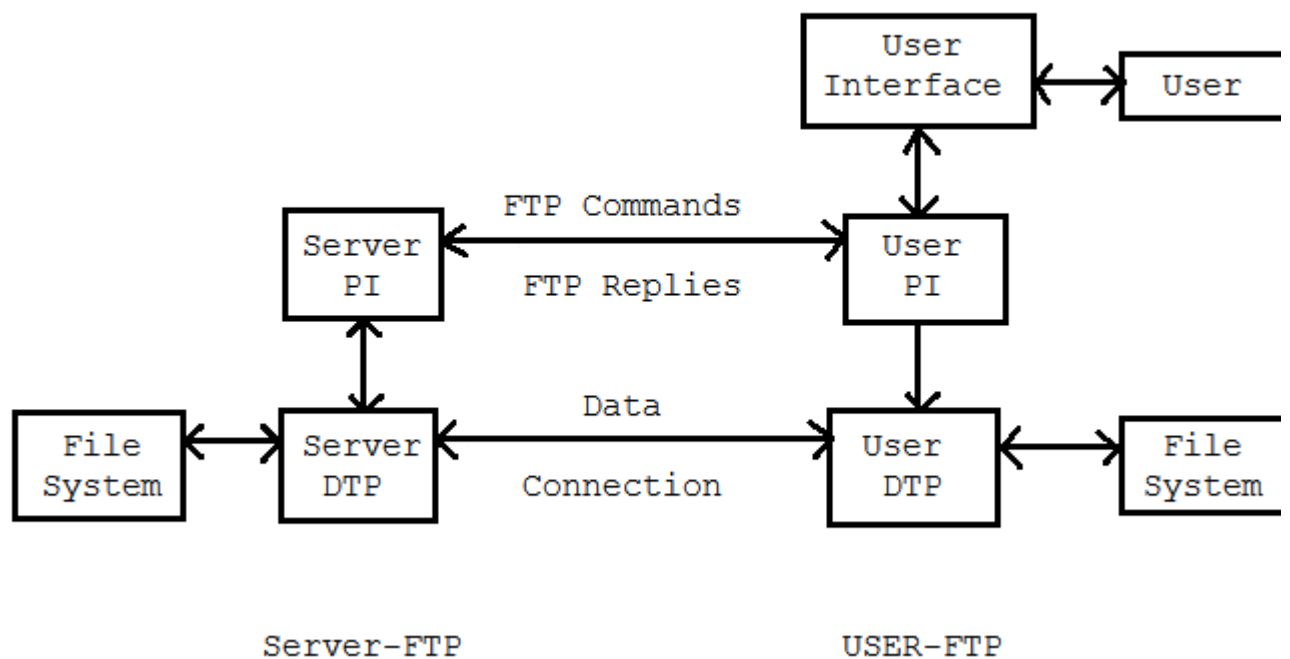 User
Interface
User
FTP Commands
Server
PI
User
PI
FTP Replies
Data
File
System
Server
DTP
User
DTP
File
System
Connection
Server-FTP
USER-FTP